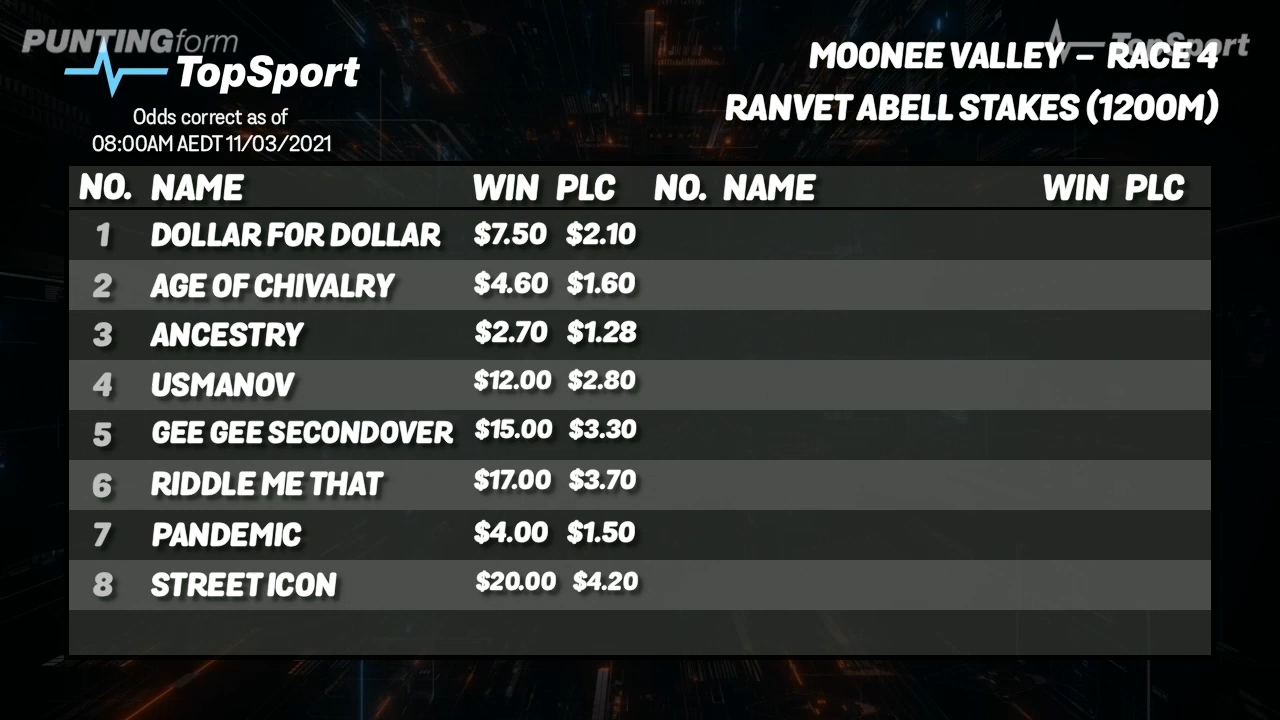 PUNTINGform
TopSport
TopSport
Odds correct as of
08:00AM AEDT 11/03/2021
MOONEE VALLEY – RACE 4
RANVET ABELL STAKES (1200M)
NO. NAME WIN PLC NO. NAME WIN PLC
1 DOLLAR FOR DOLLAR $7.50 $2.10
2 AGE OF CHIVALRY $4.60 $1.60
3 ANCESTRY $2.70 $1.28
4 USMANOV $12.00 $2.80
5 GEE GEE SECONDOVER $15.00 $3.30
6 RIDDLE ME THAT $17.00 $3.70
7 PANDEMIC $4.00 $1.50
8 STREET ICON $20.00 $4.20